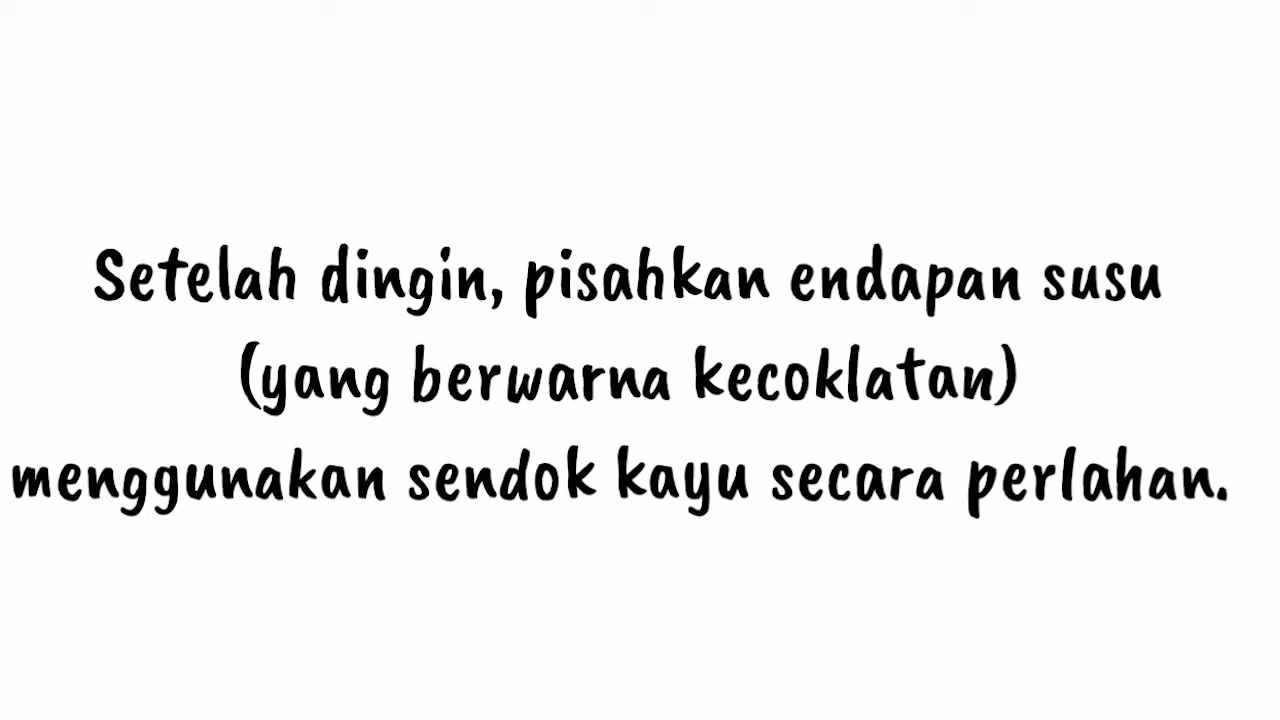 Setelah dingin, pisahkan endapan susu
(yang berwarna kecoklatan)
menggunakan sendok kayu secara perlahan.